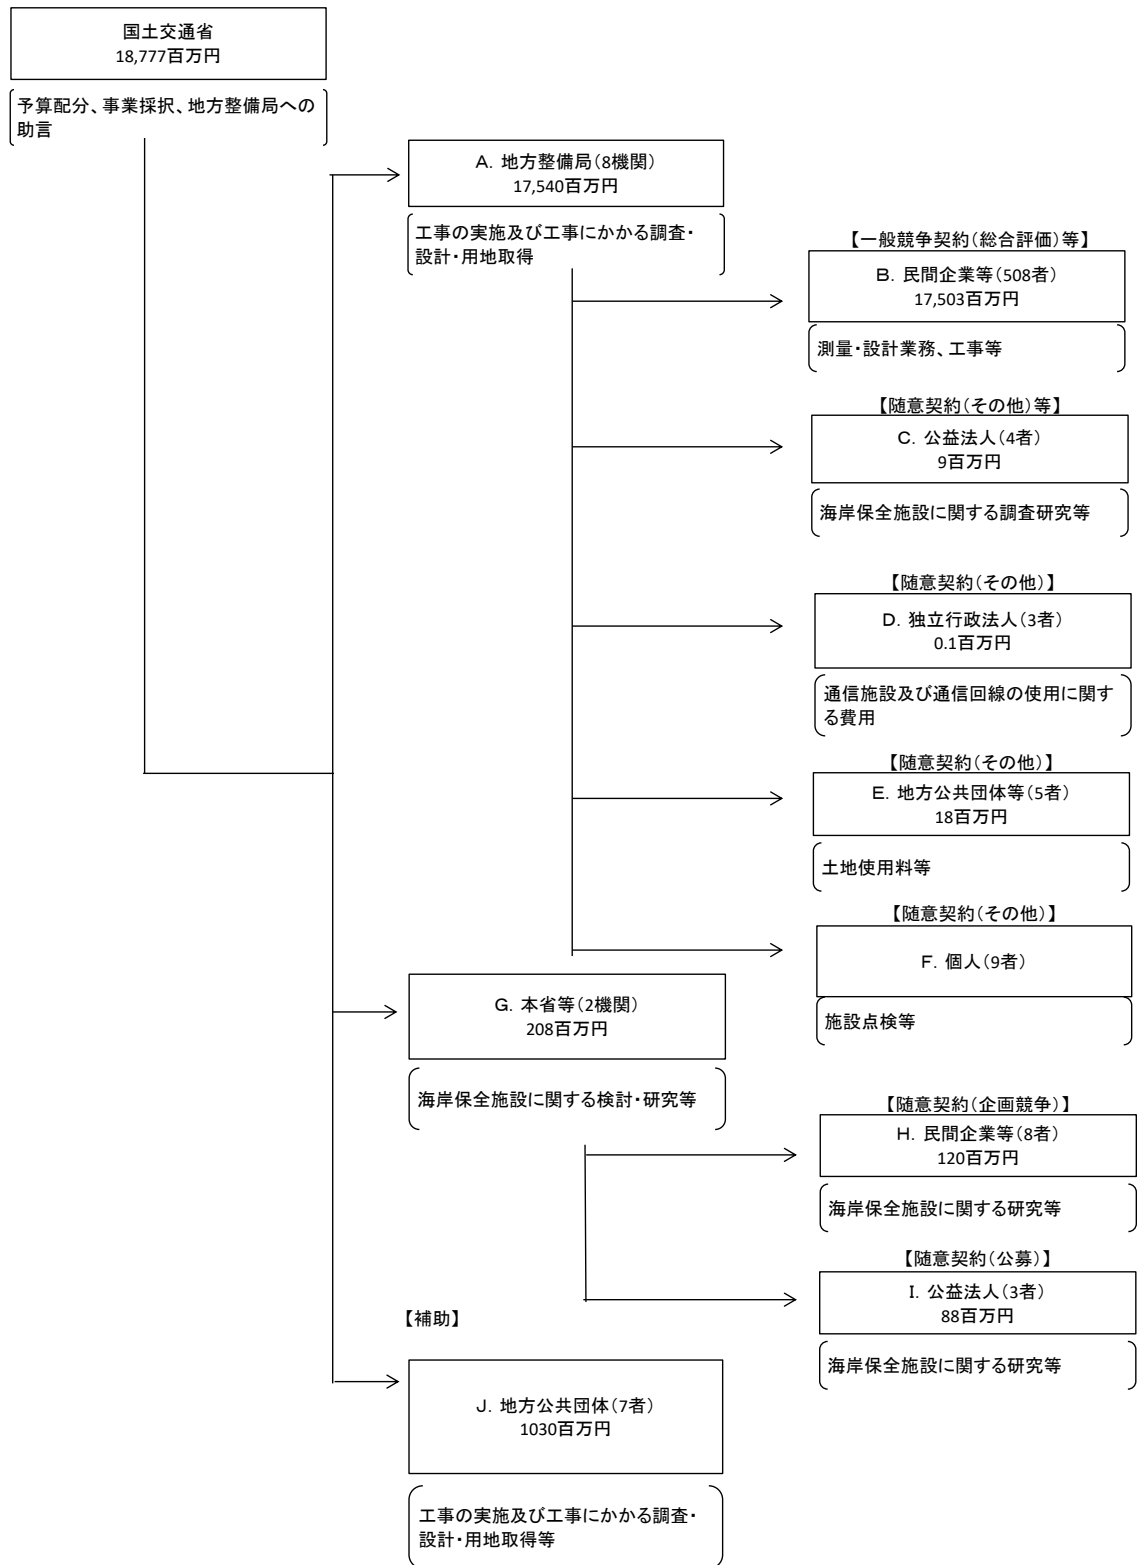 国土交通省
18,777百万円
予算配分、事業採択、地方整備局への
助言
A．地方整備局（8機関）
17,540百万円
工事の実施及び工事にかかる調査・
設計・用地取得
【一般競争契約（総合評価）等】
B．民間企業等（508者）
17,503百万円
測量・設計業務、工事等
【随意契約（その他）等】
C．公益法人（4者）
9百万円
海岸保全施設に関する調査研究等
【随意契約（その他）】
D．独立行政法人（3者）
0.1百万円
通信施設及び通信回線の使用に関す
る費用
【随意契約（その他）】
E．地方公共団体等（5者）
18百万円
土地使用料等
【随意契約（その他）】
F．個人（9者）
施設点検等
G．本省等（2機関）
208百万円
海岸保全施設に関する検討・研究等
【随意契約（企画競争）】
H．民間企業等（8者）
120百万円
海岸保全施設に関する研究等
【随意契約（公募）】
I．公益法人（3者）
88百万円
海岸保全施設に関する研究等
【補助】
J．地方公共団体（7者）
1030百万円
工事の実施及び工事にかかる調査・
設計・用地取得等